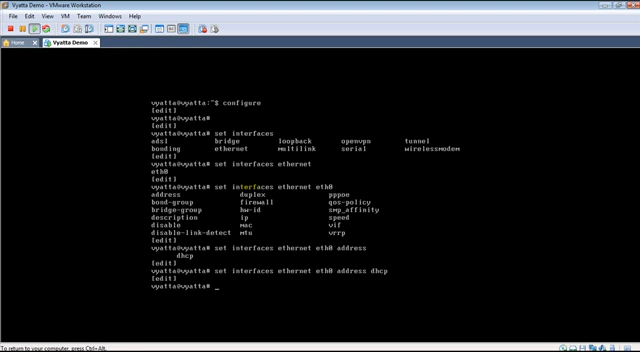 Vyatta Demo - VMware Workstation
File Edit View VM Team Windows Help
Home Vyatta Demo
vyatta@vyatta:~$ configure
[edit]
vyatta@vyatta#
[edit]
vyatta@vyatta# set interfaces
adsl bridge loopback openvpn tunnel
bonding ethernet multilink serial wirelessmodem
[edit]
vyatta@vyatta# set interfaces ethernet
eth0
[edit]
vyatta@vyatta# set interfaces ethernet eth0
address duplex pppoe
bond-group firewall qos-policy
bridge-group hw-id smp_affinity
description ip speed
disable mac vif
disable-link-detect mtu vrrp
[edit]
vyatta@vyatta# set interfaces ethernet eth0 address
dhcp
[edit]
vyatta@vyatta# set interfaces ethernet eth0 address dhcp
[edit]
vyatta@vyatta# _
To return to your computer, press Ctrl+Alt.